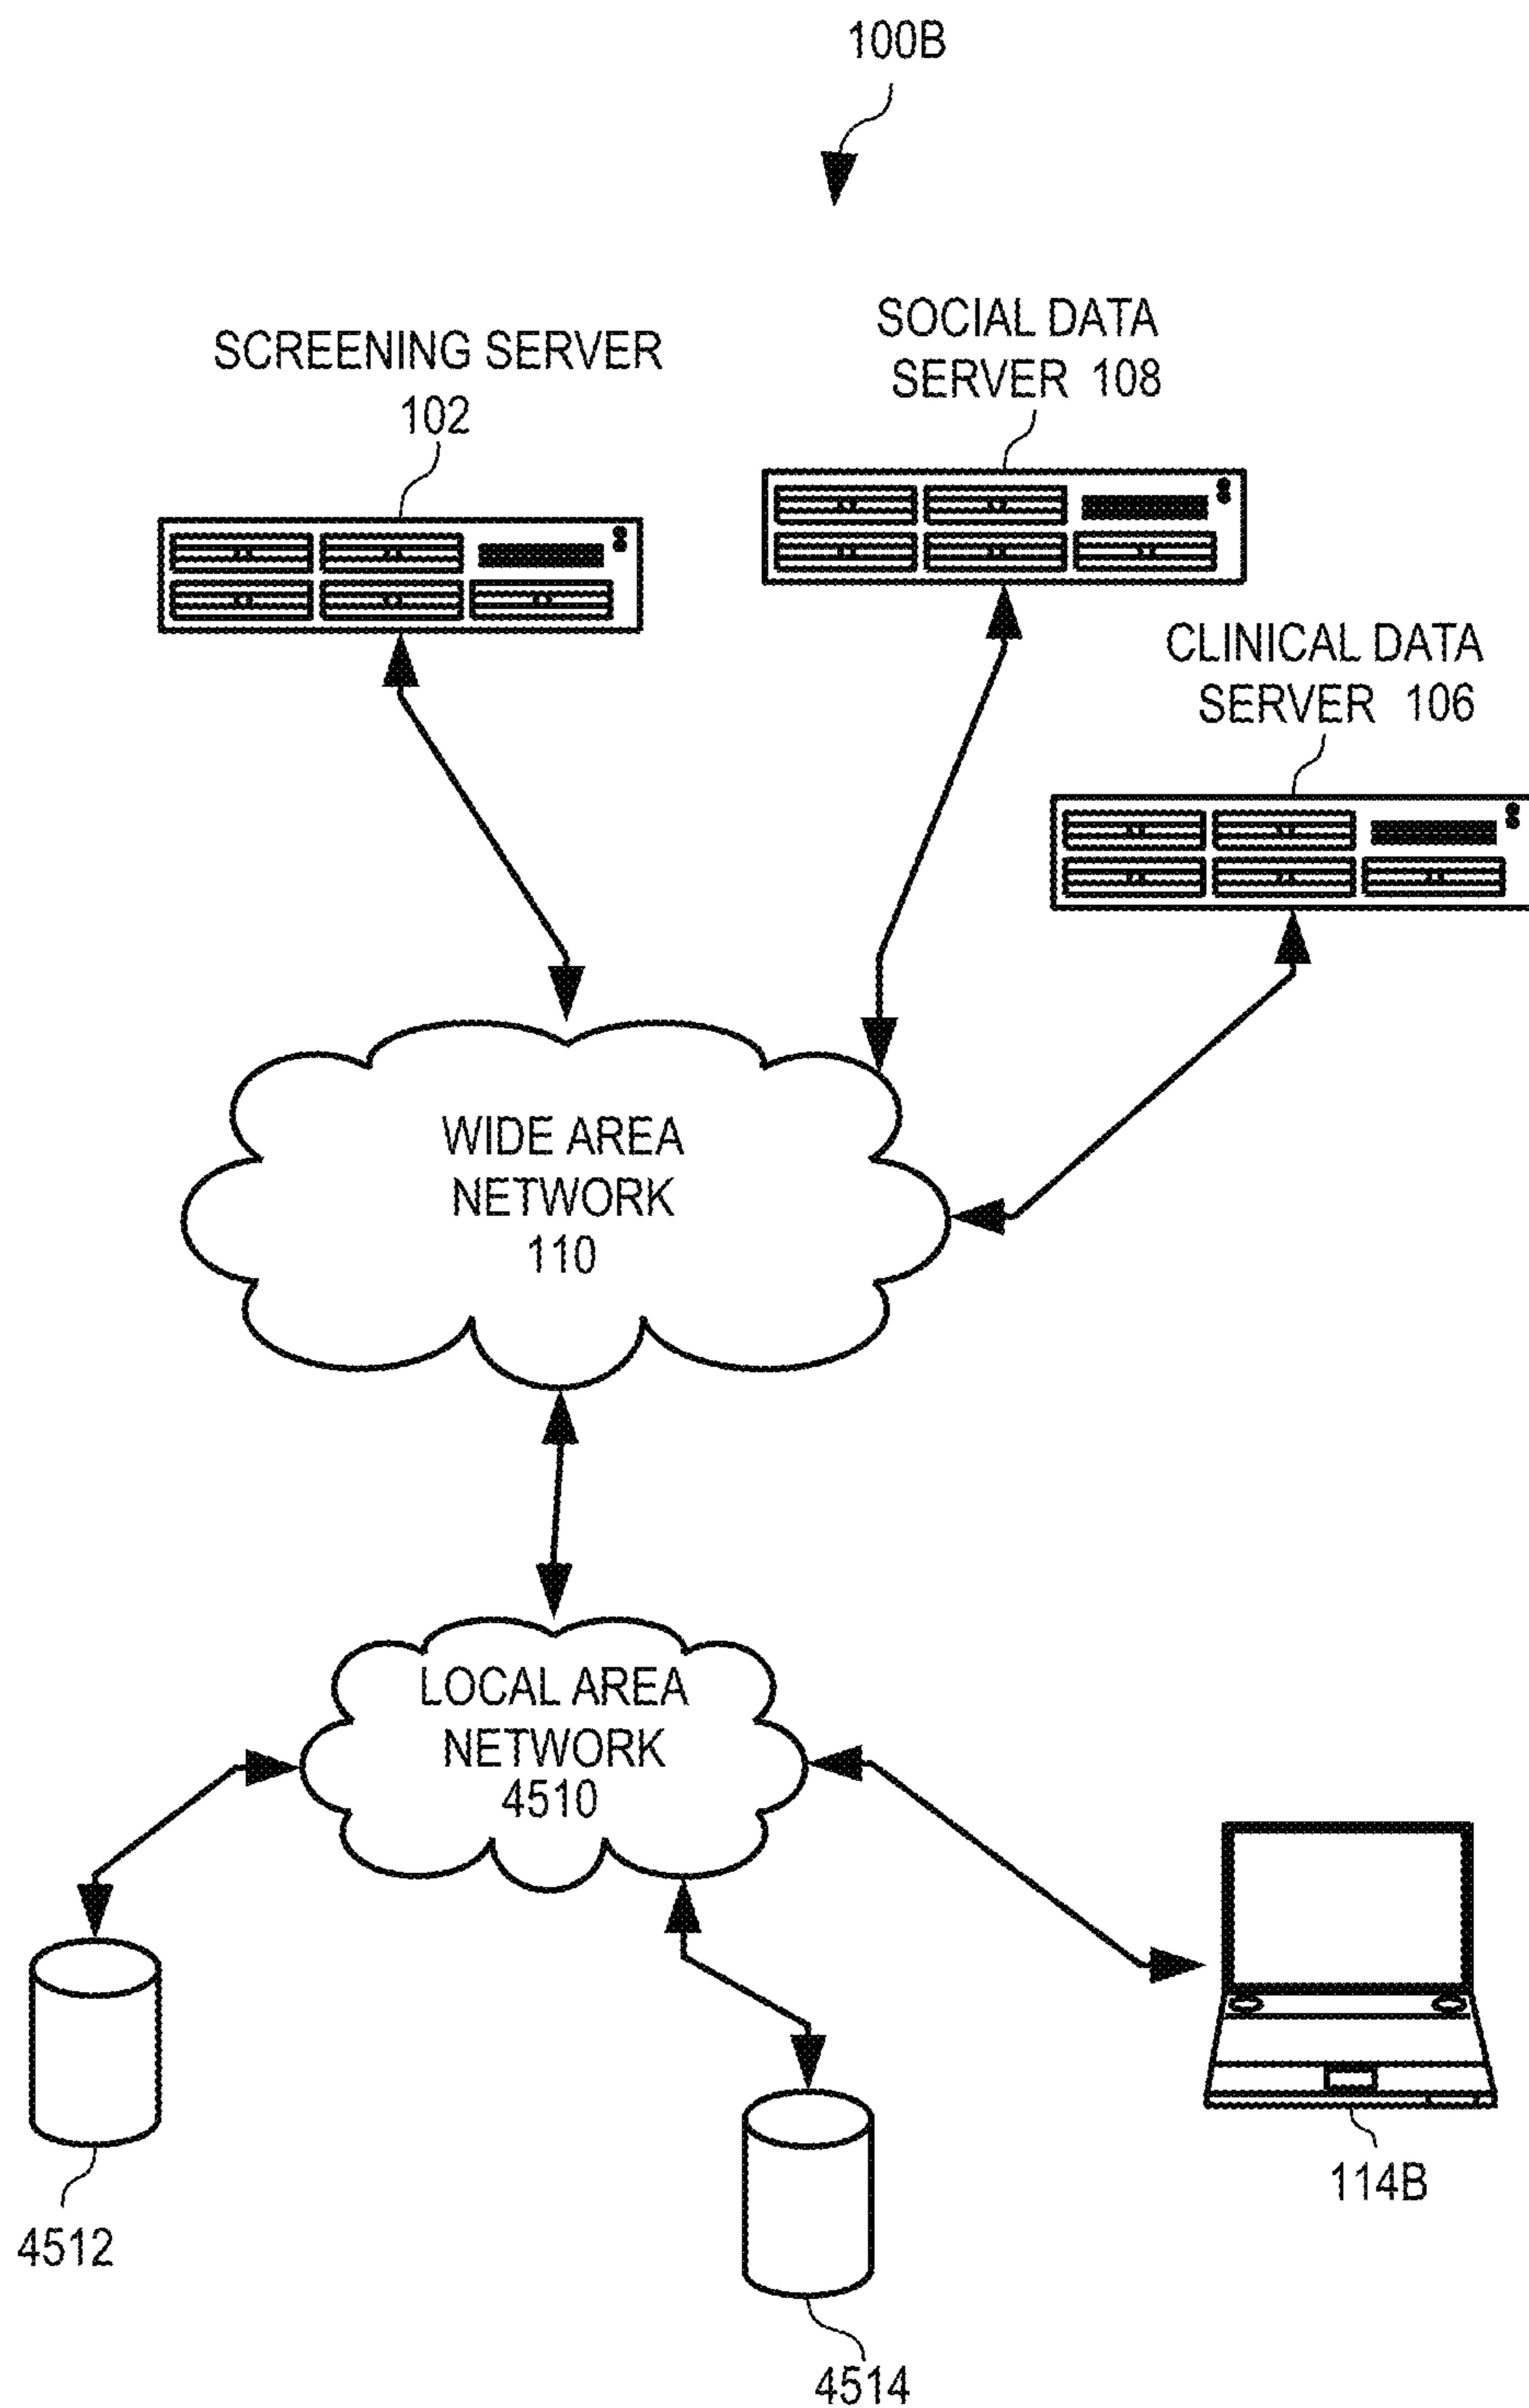 100B
SCREENING SERVER
102
SOCIAL DATA
SERVER 108
CLINICAL DATA
SERVER 106
WIDE AREA
NETWORK
110
LOCAL AREA
NETWORK
4510
4512
4514
114B